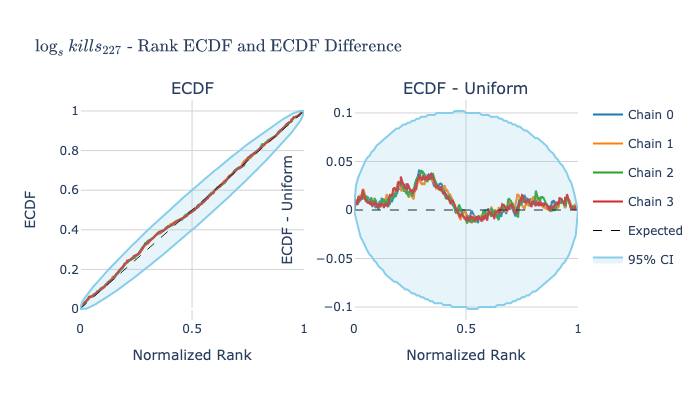 log_s kills_227 - Rank ECDF and ECDF Difference
ECDF
ECDF - Uniform
ECDF
1
0.8
0.6
0.4
0.2
0
0
0.5
1
Normalized Rank
ECDF - Uniform
0.1
0.05
0
−0.05
−0.1
0
0.5
1
Normalized Rank
Chain 0
Chain 1
Chain 2
Chain 3
Expected
95% CI